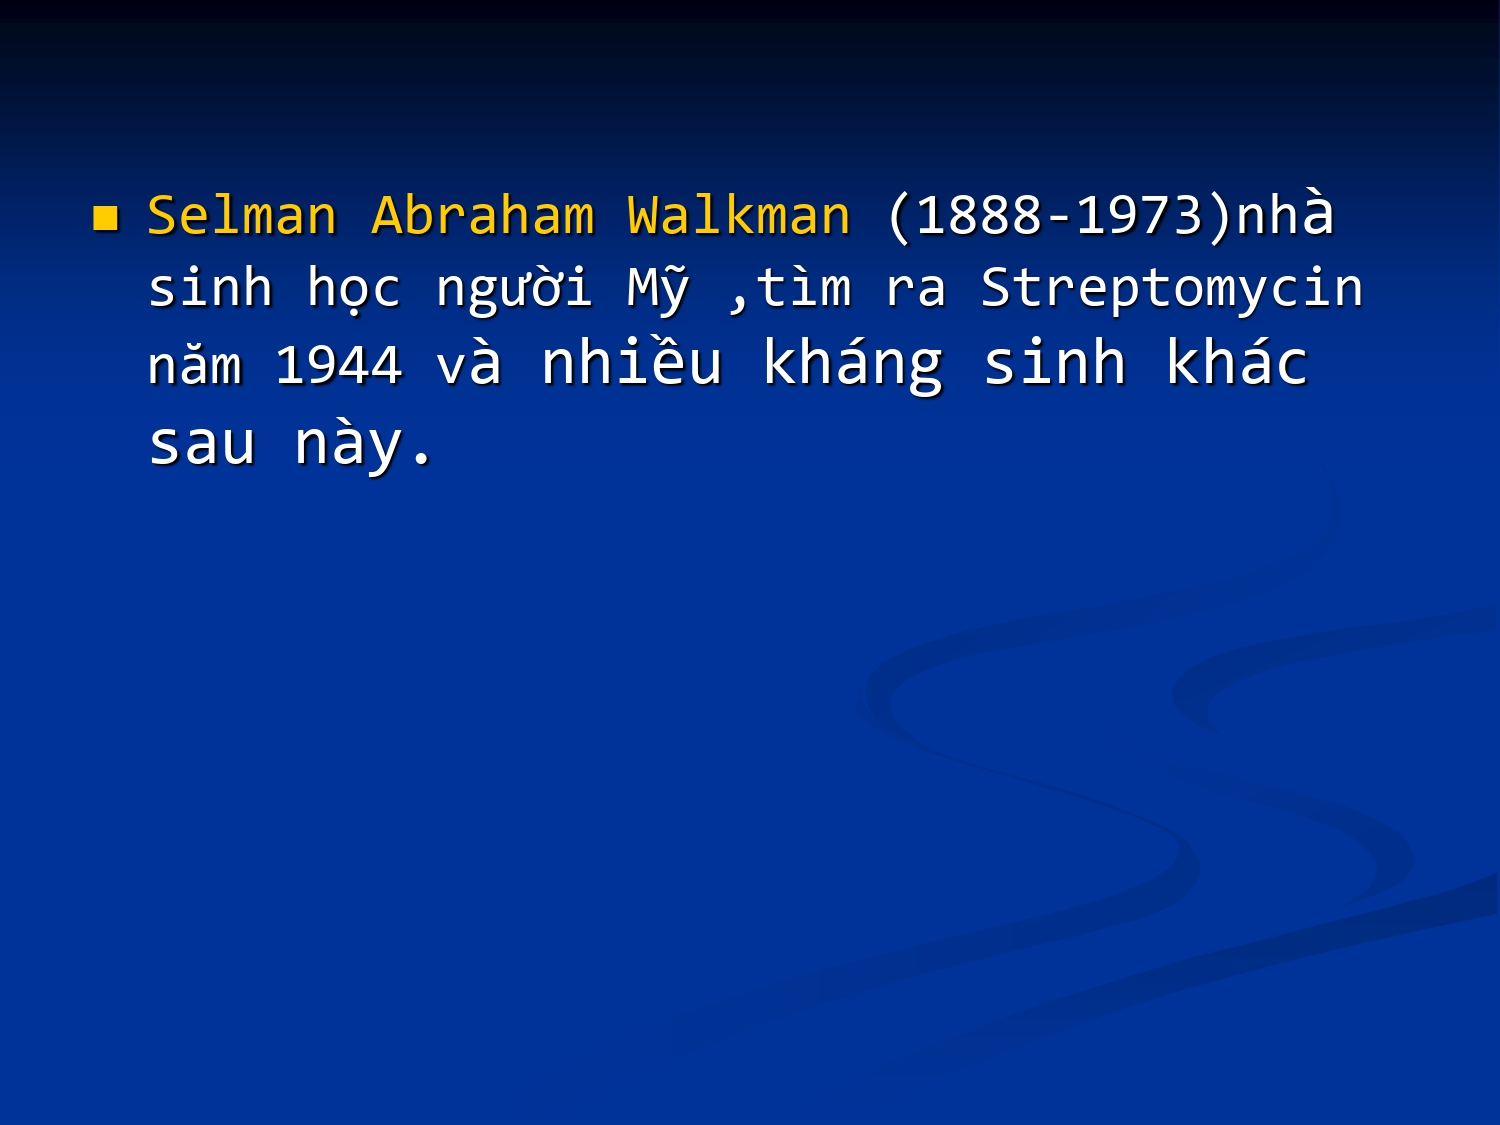 Selman Abraham Walkman (1888-1973)nhà
sinh học người Mỹ ,tìm ra Streptomycin
năm 1944 và nhiều kháng sinh khác
sau này.